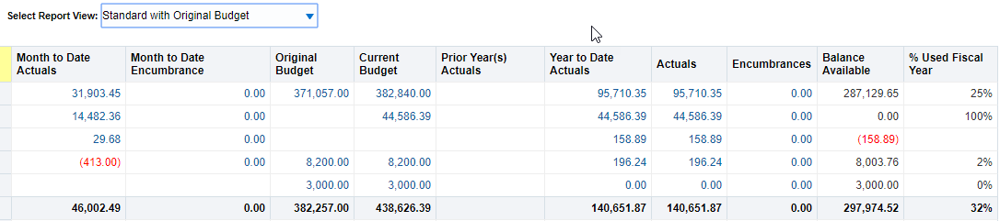 Select Report View: Standard with Original Budget
Month to Date Actuals Month to Date Encumbrance Original Budget Current Budget Prior Year(s) Actuals Year to Date Actuals Actuals Encumbrances Balance Available % Used Fiscal Year
31,903.45 0.00 371,057.00 382,840.00 95,710.35 95,710.35 0.00 287,129.65 25%
14,482.36 0.00 44,586.39 44,586.39 44,586.39 0.00 0.00 100%
29.68 0.00 158.89 158.89 0.00 (158.89)
(413.00) 0.00 8,200.00 8,200.00 196.24 196.24 0.00 8,003.76 2%
3,000.00 3,000.00 0.00 0.00 0.00 3,000.00 0%
46,002.49 0.00 382,257.00 438,626.39 140,651.87 140,651.87 0.00 297,974.52 32%